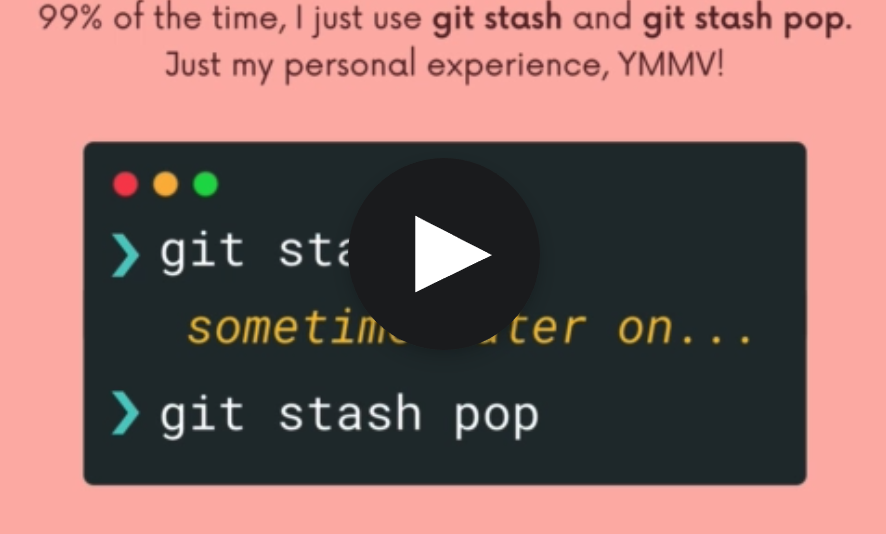 99% of the time, I just use git stash and git stash pop.
Just my personal experience, YMMV!
❯ git sta
sometim ter on...
❯ git stash pop